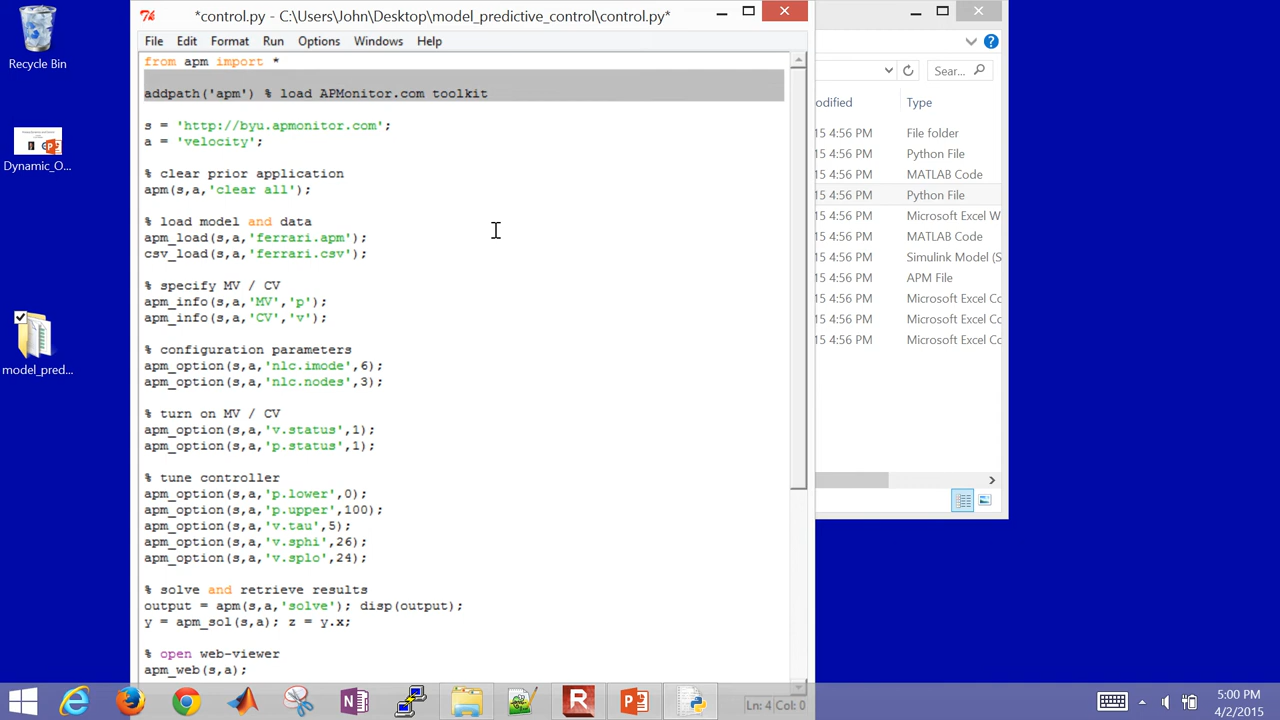 *control.py - C:\Users\John\Desktop\model_predictive_control\control.py*
File Edit Format Run Options Windows Help
from apm import *
addpath('apm') % load APMonitor.com toolkit
s = 'http://byu.apmonitor.com';
a = 'velocity';
% clear prior application
apm(s,a,'clear all');
% load model and data
apm_load(s,a,'ferrari.apm');
csv_load(s,a,'ferrari.csv');
% specify MV / CV
apm_info(s,a,'MV','p');
apm_info(s,a,'CV','v');
% configuration parameters
apm_option(s,a,'nlc.imode',6);
apm_option(s,a,'nlc.nodes',3);
% turn on MV / CV
apm_option(s,a,'v.status',1);
apm_option(s,a,'p.status',1);
% tune controller
apm_option(s,a,'p.lower',0);
apm_option(s,a,'p.upper',100);
apm_option(s,a,'v.tau',5);
apm_option(s,a,'v.sphi',26);
apm_option(s,a,'v.splo',24);
% solve and retrieve results
output = apm(s,a,'solve'); disp(output);
y = apm_sol(s,a); z = y.x;
% open web-viewer
apm_web(s,a);
Ln: 4 Col: 0
Recycle Bin
Dynamic_O...
model_pred...
Sear...
odified Type
15 4:56 PM File folder
15 4:56 PM Python File
15 4:56 PM MATLAB Code
15 4:56 PM Python File
15 4:56 PM Microsoft Excel W
15 4:56 PM MATLAB Code
15 4:56 PM Simulink Model (S
15 4:56 PM APM File
15 4:56 PM Microsoft Excel Co
15 4:56 PM Microsoft Excel Co
15 4:56 PM Microsoft Excel Co
5:00 PM
4/2/2015